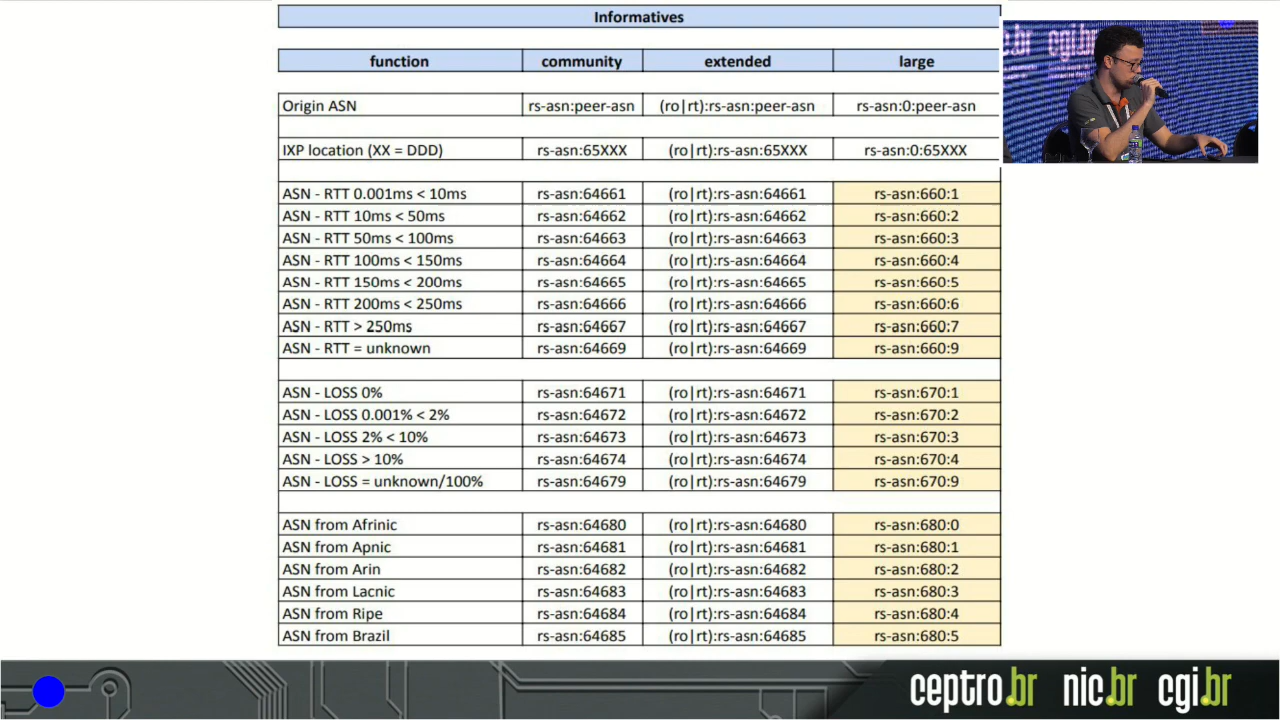 Informatives
function community extended large
Origin ASN rs-asn:peer-asn (ro|rt):rs-asn:peer-asn rs-asn:0:peer-asn
IXP location (XX = DDD) rs-asn:65XXX (ro|rt):rs-asn:65XXX rs-asn:0:65XXX
ASN - RTT 0.001ms < 10ms rs-asn:64661 (ro|rt):rs-asn:64661 rs-asn:660:1
ASN - RTT 10ms < 50ms rs-asn:64662 (ro|rt):rs-asn:64662 rs-asn:660:2
ASN - RTT 50ms < 100ms rs-asn:64663 (ro|rt):rs-asn:64663 rs-asn:660:3
ASN - RTT 100ms < 150ms rs-asn:64664 (ro|rt):rs-asn:64664 rs-asn:660:4
ASN - RTT 150ms < 200ms rs-asn:64665 (ro|rt):rs-asn:64665 rs-asn:660:5
ASN - RTT 200ms < 250ms rs-asn:64666 (ro|rt):rs-asn:64666 rs-asn:660:6
ASN - RTT > 250ms rs-asn:64667 (ro|rt):rs-asn:64667 rs-asn:660:7
ASN - RTT = unknown rs-asn:64669 (ro|rt):rs-asn:64669 rs-asn:660:9
ASN - LOSS 0% rs-asn:64671 (ro|rt):rs-asn:64671 rs-asn:670:1
ASN - LOSS 0.001% < 2% rs-asn:64672 (ro|rt):rs-asn:64672 rs-asn:670:2
ASN - LOSS 2% < 10% rs-asn:64673 (ro|rt):rs-asn:64673 rs-asn:670:3
ASN - LOSS > 10% rs-asn:64674 (ro|rt):rs-asn:64674 rs-asn:670:4
ASN - LOSS = unknown/100% rs-asn:64679 (ro|rt):rs-asn:64679 rs-asn:670:9
ASN from Afrinic rs-asn:64680 (ro|rt):rs-asn:64680 rs-asn:680:0
ASN from Apnic rs-asn:64681 (ro|rt):rs-asn:64681 rs-asn:680:1
ASN from Arin rs-asn:64682 (ro|rt):rs-asn:64682 rs-asn:680:2
ASN from Lacnic rs-asn:64683 (ro|rt):rs-asn:64683 rs-asn:680:3
ASN from Ripe rs-asn:64684 (ro|rt):rs-asn:64684 rs-asn:680:4
ASN from Brazil rs-asn:64685 (ro|rt):rs-asn:64685 rs-asn:680:5
nic.br cgi.br
ceptro.br nic.br cgi.br